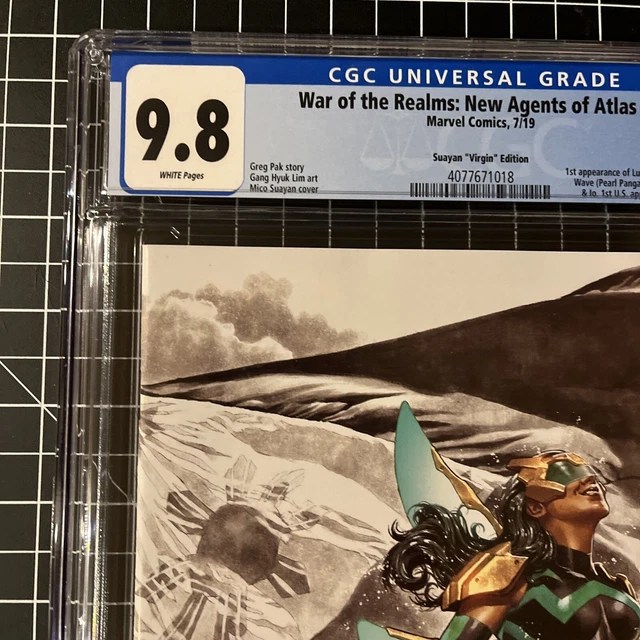 CGC UNIVERSAL GRADE
9.8
WHITE Pages
War of the Realms: New Agents of Atlas
Marvel Comics, 7/19
Suayan "Virgin" Edition
4077671018
Greg Pak story
Gang Hyuk Lim art
Mico Suayan cover
1st appearance of
Wave (Pearl
& Io. 1st U.S.
CGC